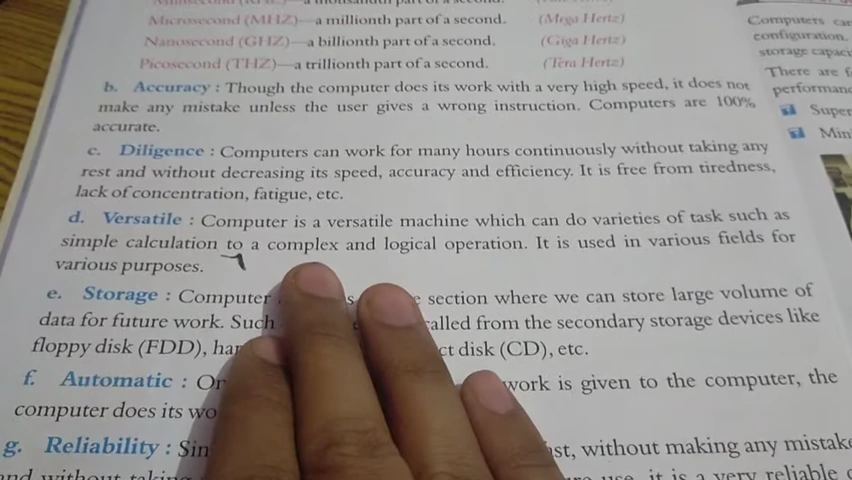 a thousandth part of a second.
Microsecond (MHZ)—a millionth part of a second. (Mega Hertz)
Nanosecond (GHZ)—a billionth part of a second. (Giga Hertz)
Picosecond (THZ)—a trillionth part of a second. (Tera Hertz)
b. Accuracy : Though the computer does its work with a very high speed, it does not
make any mistake unless the user gives a wrong instruction. Computers are 100%
accurate.
c. Diligence : Computers can work for many hours continuously without taking any
rest and without decreasing its speed, accuracy and efficiency. It is free from tiredness,
lack of concentration, fatigue, etc.
d. Versatile : Computer is a versatile machine which can do varieties of task such as
simple calculation to a complex and logical operation. It is used in various fields for
various purposes.
e. Storage : Computer section where we can store large volume of
data for future work. Such from the secondary storage devices like
floppy disk (FDD), disk (CD), etc.
f. Automatic : work is given to the computer, the
computer does its
g. Reliability : without making any mistake
and without it is a very reliable
Computers
configuration.
storage
There are
Super